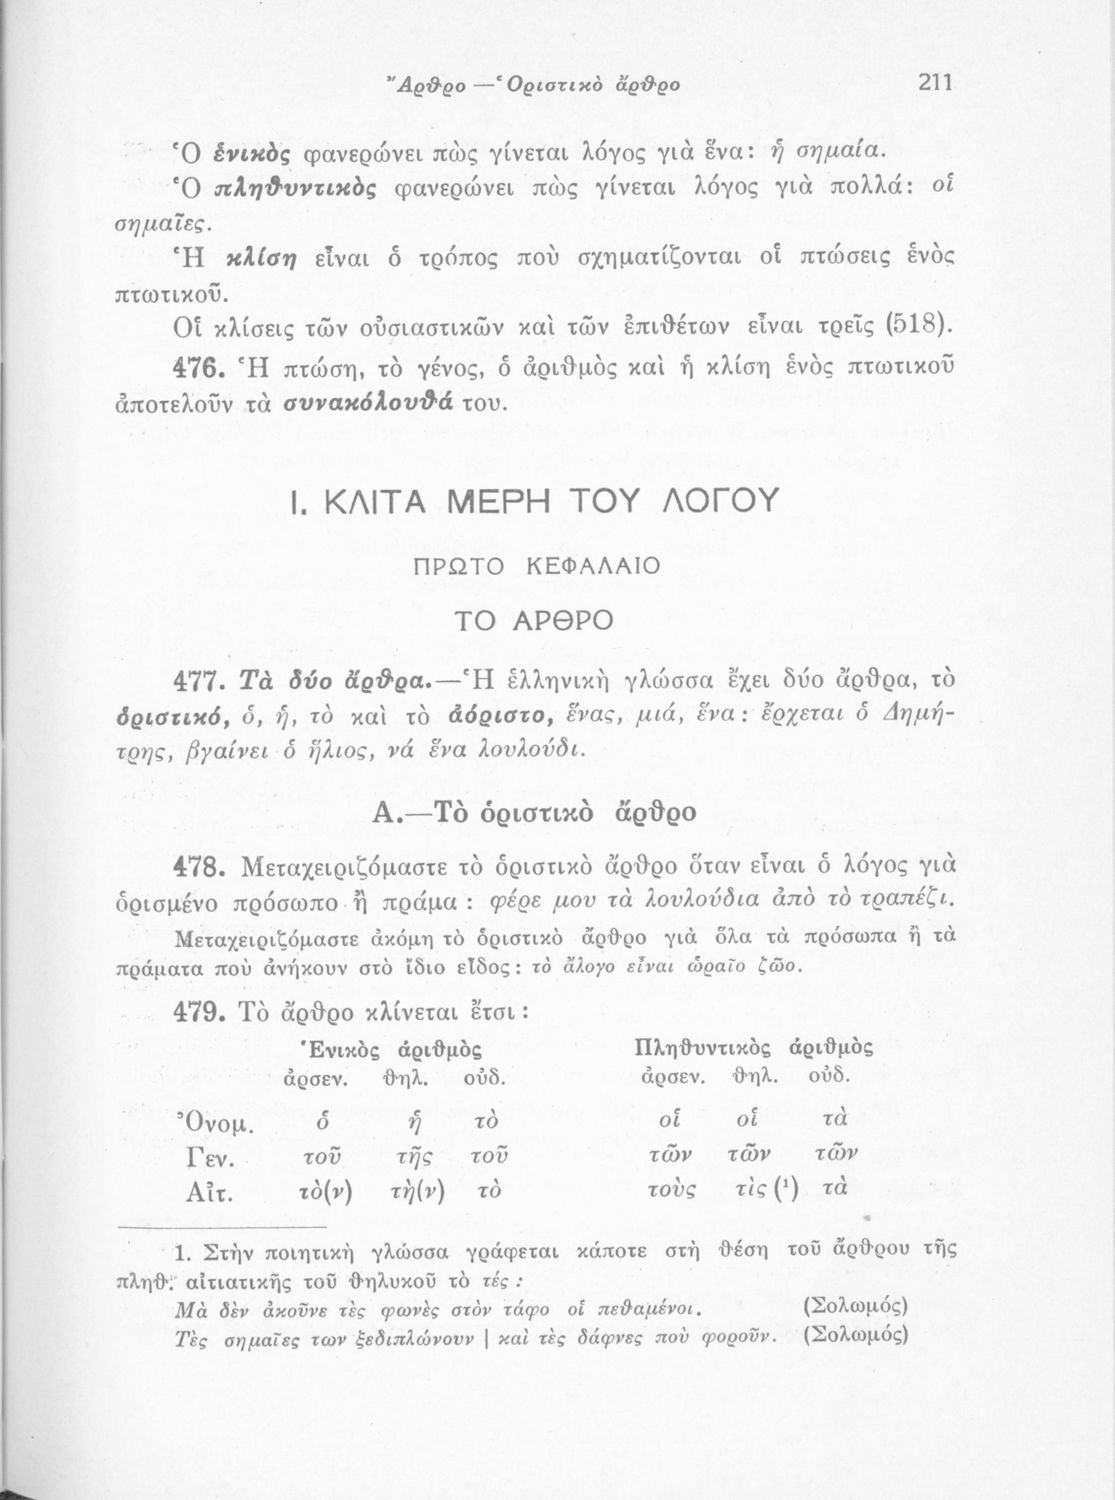 Ἄρθρο — Ὁριστικὸ ἄρθρο 211
Ὁ ἑνικὸς φανερώνει πὼς γίνεται λόγος γιὰ ἕνα: ἡ σημαία.
Ὁ πληθυντικὸς φανερώνει πὼς γίνεται λόγος γιὰ πολλά: οἱ
σημαῖες.
Ἡ κλίση εἶναι ὁ τρόπος ποὺ σχηματίζονται οἱ πτώσεις ἑνὸς
πτωτικοῦ.
Οἱ κλίσεις τῶν οὐσιαστικῶν καὶ τῶν ἐπιθέτων εἶναι τρεῖς (518).
476. Ἡ πτώση, τὸ γένος, ὁ ἀριθμὸς καὶ ἡ κλίση ἑνὸς πτωτικοῦ
ἀποτελοῦν τὰ συνακόλουθά του.
I. ΚΛΙΤΑ ΜΕΡΗ ΤΟΥ ΛΟΓΟΥ
ΠΡΩΤΟ ΚΕΦΑΛΑΙΟ
ΤΟ ΑΡΘΡΟ
477. Τὰ δύο ἄρθρα.—Ἡ ἑλληνικὴ γλώσσα ἔχει δύο ἄρθρα, τὸ
ὁριστικό, ὁ, ἡ, τὸ καὶ τὸ ἀόριστο, ἕνας, μιά, ἕνα: ἔρχεται ὁ Δημή-
τρης, βγαίνει ὁ ἥλιος, νά ἕνα λουλούδι.
Α.—Τὸ ὁριστικὸ ἄρθρο
478. Μεταχειριζόμαστε τὸ ὁριστικὸ ἄρθρο ὅταν εἶναι ὁ λόγος γιὰ
ὁρισμένο πρόσωπο ἢ πράμα : φέρε μου τὰ λουλούδια ἀπὸ τὸ τραπέζι.
Μεταχειριζόμαστε ἀκόμη τὸ ὁριστικὸ ἄρθρο γιὰ ὅλα τὰ πρόσωπα ἢ τὰ
πράματα ποὺ ἀνήκουν στὸ ἴδιο εἶδος : τὸ ἄλογο εἶναι ὡραῖο ζῶο.
479. Τὸ ἄρθρο κλίνεται ἔτσι :
Ἑνικὸς ἀριθμὸς Πληθυντικὸς ἀριθμὸς
ἀρσεν. θηλ. οὐδ. ἀρσεν. θηλ. οὐδ.
Ὀνομ. ὁ ἡ τὸ οἱ οἱ τὰ
Γεν. τοῦ τῆς τοῦ τῶν τῶν τῶν
Αἰτ. τὸ(ν) τὴ(ν) τὸ τοὺς τὶς (¹) τὰ
1. Στὴν ποιητικὴ γλώσσα γράφεται κάποτε στὴ θέση τοῦ ἄρθρου τῆς
πληθ. αἰτιατικῆς τοῦ θηλυκοῦ τὸ τές :
Μὰ δὲν ἀκοῦνε τὲς φωνὲς στὸν τάφο οἱ πεθαμένοι. (Σολωμός)
Τὲς σημαῖες των ξεδιπλώνουν | καὶ τὲς δάφνες ποὺ φοροῦν. (Σολωμός)